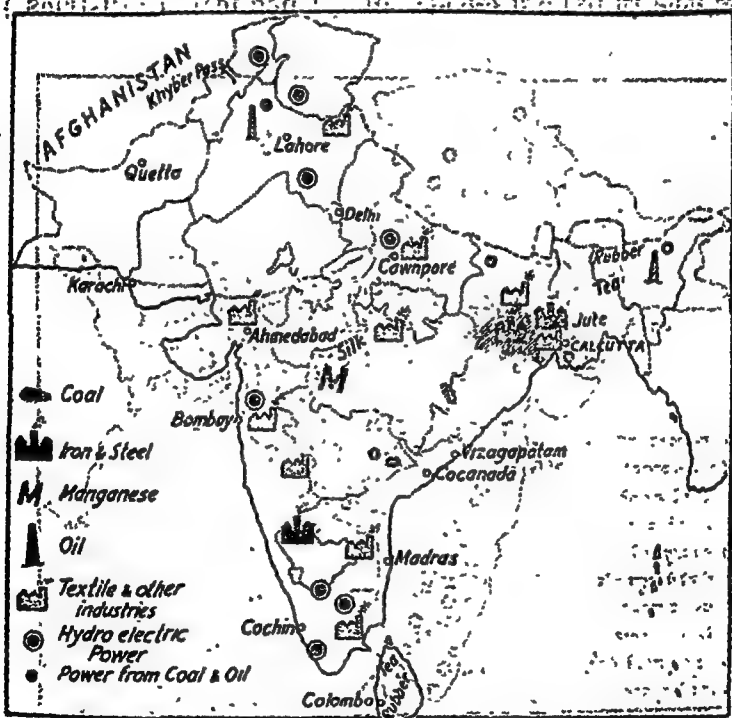 AFGHANISTAN
Khyber Pass
Lahore
Quetta
Delhi
Cawnpore
Rubber
Tea
Karachi
Ahmedabad
Silk
Jute
CALCUTTA
M
Bombay
Vizagapatam
Cocanada
Madras
Cochin
Colombo
Tea
Rubber
Coal
Iron & Steel
M Manganese
Oil
Textile & other
industries
Hydro electric
Power
Power from Coal & Oil